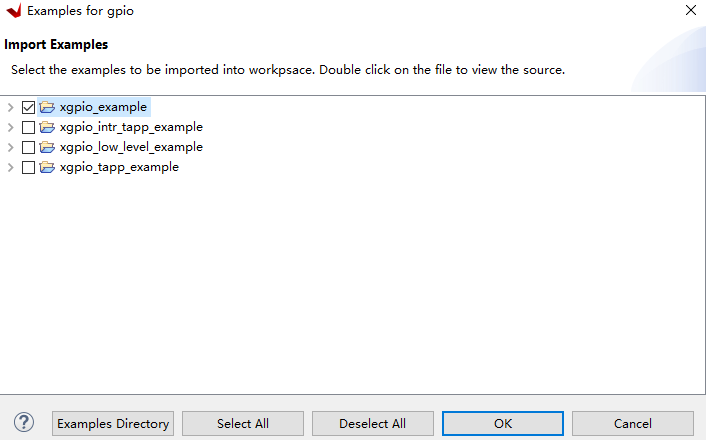 Examples for gpio
Import Examples
Select the examples to be imported into workpsace. Double click on the file to view the source.
xgpio_example
xgpio_intr_tapp_example
xgpio_low_level_example
xgpio_tapp_example
? Examples Directory Select All Deselect All OK Cancel